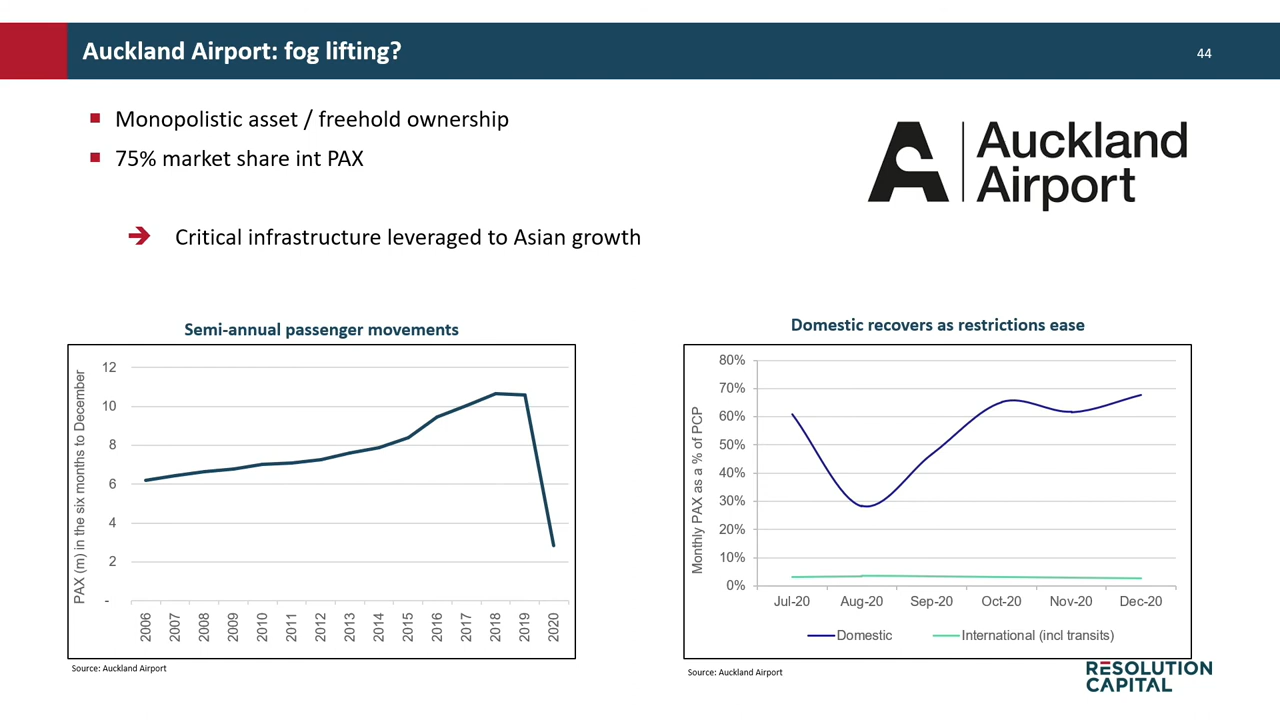 Auckland Airport: fog lifting?
44
Monopolistic asset / freehold ownership
75% market share int PAX
Auckland
Airport
Critical infrastructure leveraged to Asian growth
Semi-annual passenger movements
PAX (m) in the six months to December
12
10
8
6
4
2
-
2006 2007 2008 2009 2010 2011 2012 2013 2014 2015 2016 2017 2018 2019 2020
Source: Auckland Airport
Domestic recovers as restrictions ease
Monthly PAX as a % of PCP
80%
70%
60%
50%
40%
30%
20%
10%
0%
Jul-20 Aug-20 Sep-20 Oct-20 Nov-20 Dec-20
Domestic International (incl transits)
Source: Auckland Airport
RESOLUTION
CAPITAL